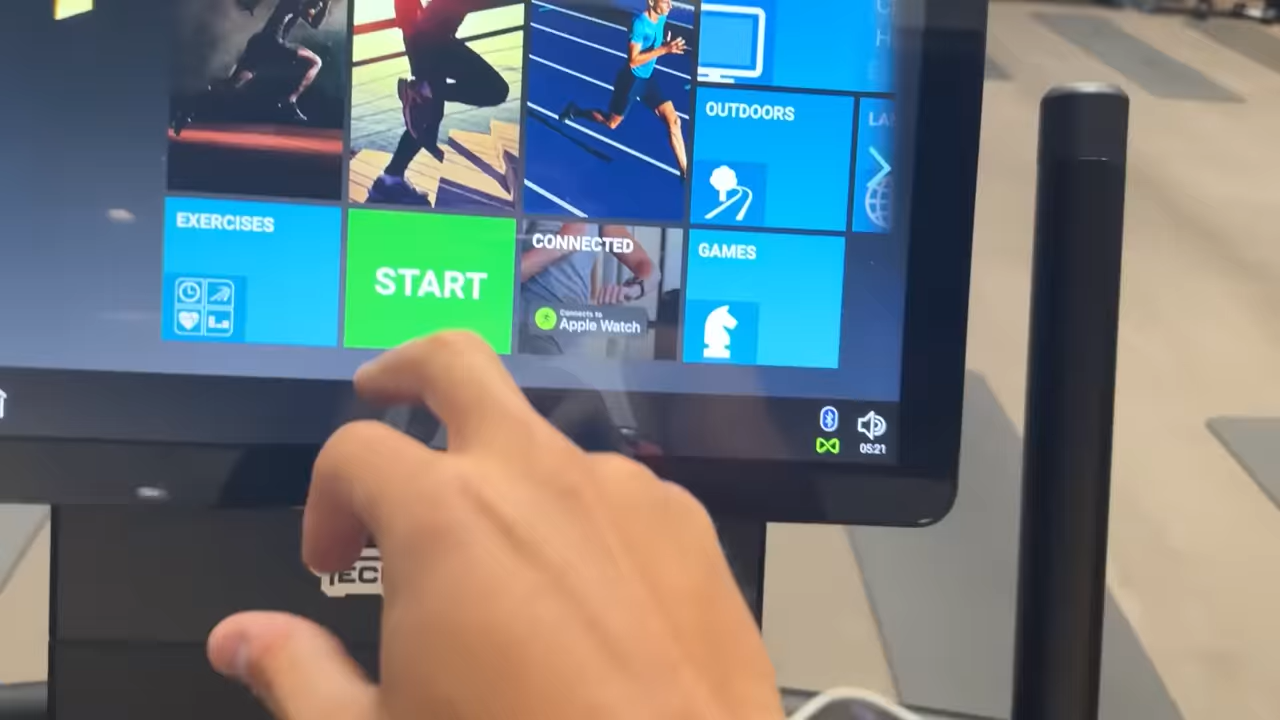 OUTDOORS
EXERCISES
START
CONNECTED
Connects to
Apple Watch
GAMES
05:21